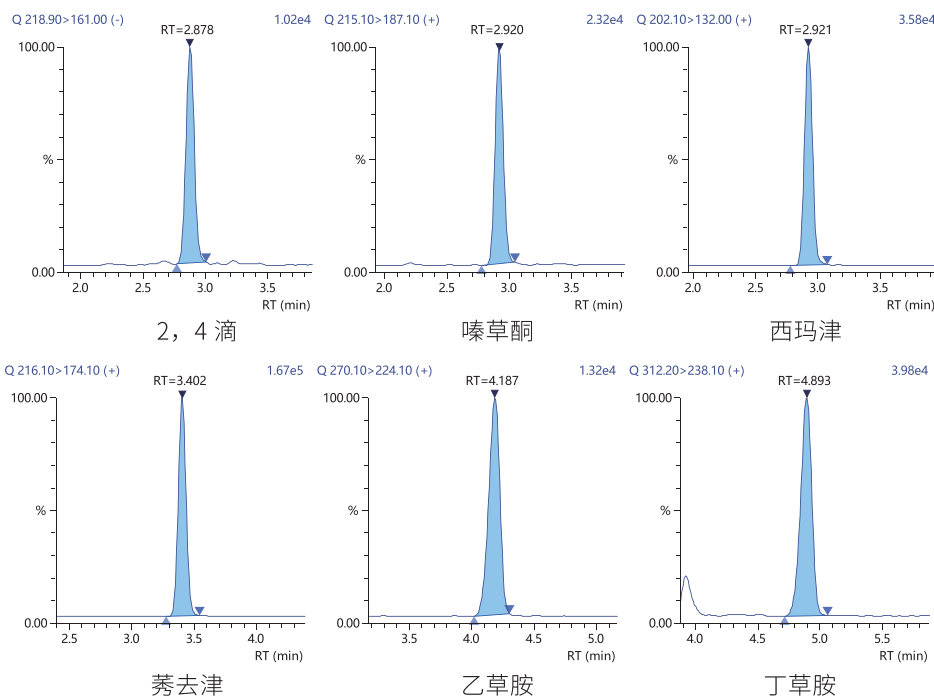 Q 218.90>161.00 (-) 1.02e4
RT=2.878
100.00
%
0.00
2.0 2.5 3.0 3.5
RT (min)
2，4 滴
Q 215.10>187.10 (+) 2.32e4
RT=2.920
100.00
%
0.00
2.0 2.5 3.0 3.5
RT (min)
嗪草酮
Q 202.10>132.00 (+) 3.58e4
RT=2.921
100.00
%
0.00
2.0 2.5 3.0 3.5
RT (min)
西玛津
Q 216.10>174.10 (+) 1.67e5
RT=3.402
100.00
%
0.00
2.5 3.0 3.5 4.0
RT (min)
莠去津
Q 270.10>224.10 (+) 1.32e4
RT=4.187
100.00
%
0.00
3.5 4.0 4.5 5.0
RT (min)
乙草胺
Q 312.20>238.10 (+) 3.98e4
RT=4.893
100.00
%
0.00
4.0 4.5 5.0 5.5
RT (min)
丁草胺